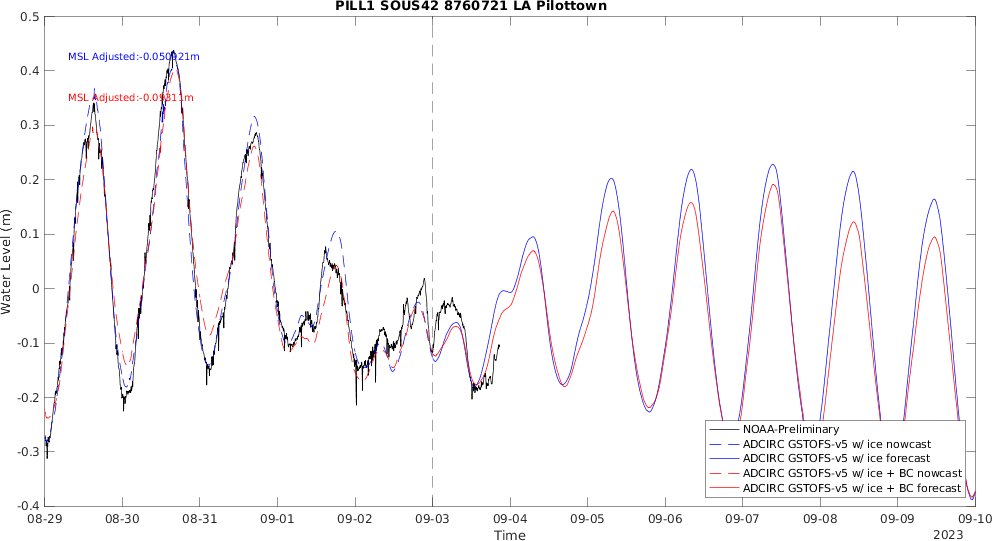 PILL1 SOUS42 8760721 LA Pilottown
0.5
0.4
0.3
0.2
0.1
0
-0.1
-0.2
-0.3
-0.4
Water Level (m)
MSL Adjusted:-0.050921m
MSL Adjusted:-0.09311m
NOAA-Preliminary
ADCIRC GSTOFS-v5 w/ ice nowcast
ADCIRC GSTOFS-v5 w/ ice forecast
ADCIRC GSTOFS-v5 w/ ice + BC nowcast
ADCIRC GSTOFS-v5 w/ ice + BC forecast
08-29 08-30 08-31 09-01 09-02 09-03 09-04 09-05 09-06 09-07 09-08 09-09 09-10
Time
2023